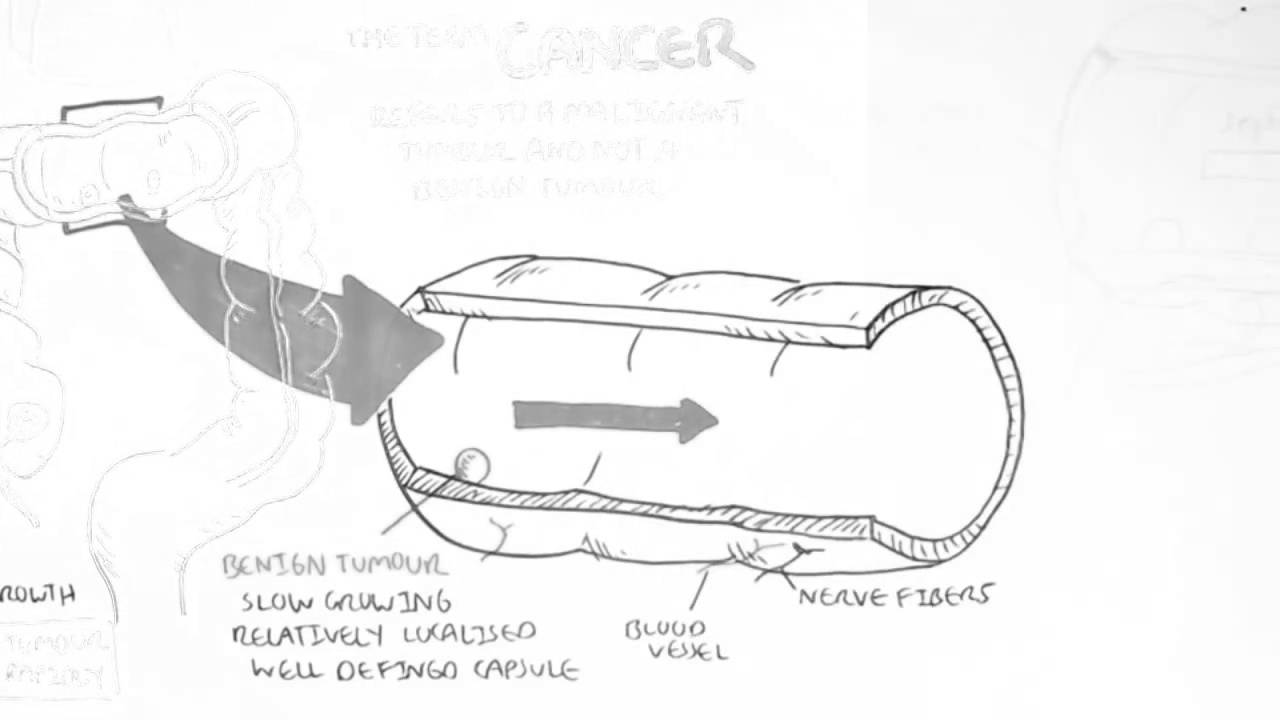 THE TERM CANCER
REFERS TO A MALIGNANT
TUMOUR AND NOT A
BENIGN TUMOUR
BENIGN TUMOUR
SLOW GROWING
RELATIVELY LOCALISED
WELL DEFINED CAPSULE
BLOOD
VESSEL
NERVE FIBERS
ROWTH
TUMOUR
RAPIDLY